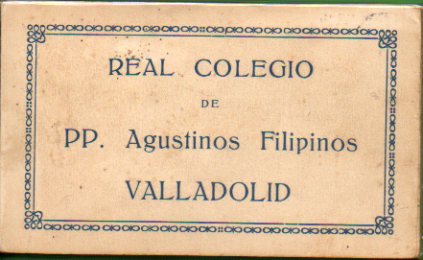 REAL COLEGIO
DE
PP. Agustinos Filipinos
VALLADOLID